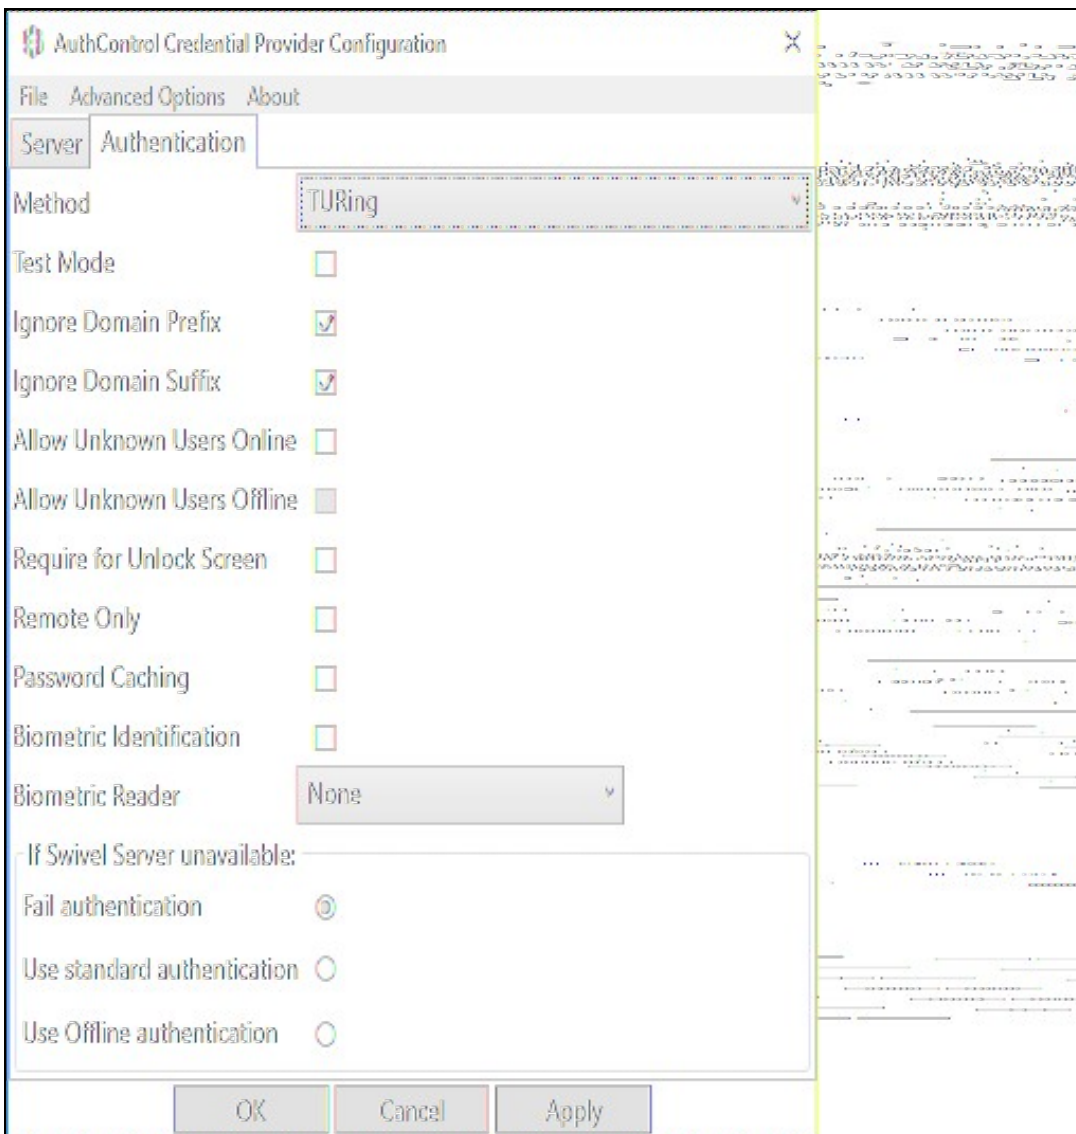 AuthControl Credential Provider Configuration
File Advanced Options About
Server Authentication
Method TURing
Test Mode
Ignore Domain Prefix
Ignore Domain Suffix
Allow Unknown Users Online
Allow Unknown Users Offline
Require for Unlock Screen
Remote Only
Password Caching
Biometric Identification
Biometric Reader None
If Swivel Server unavailable:
Fail authentication
Use standard authentication
Use Offline authentication
OK Cancel Apply